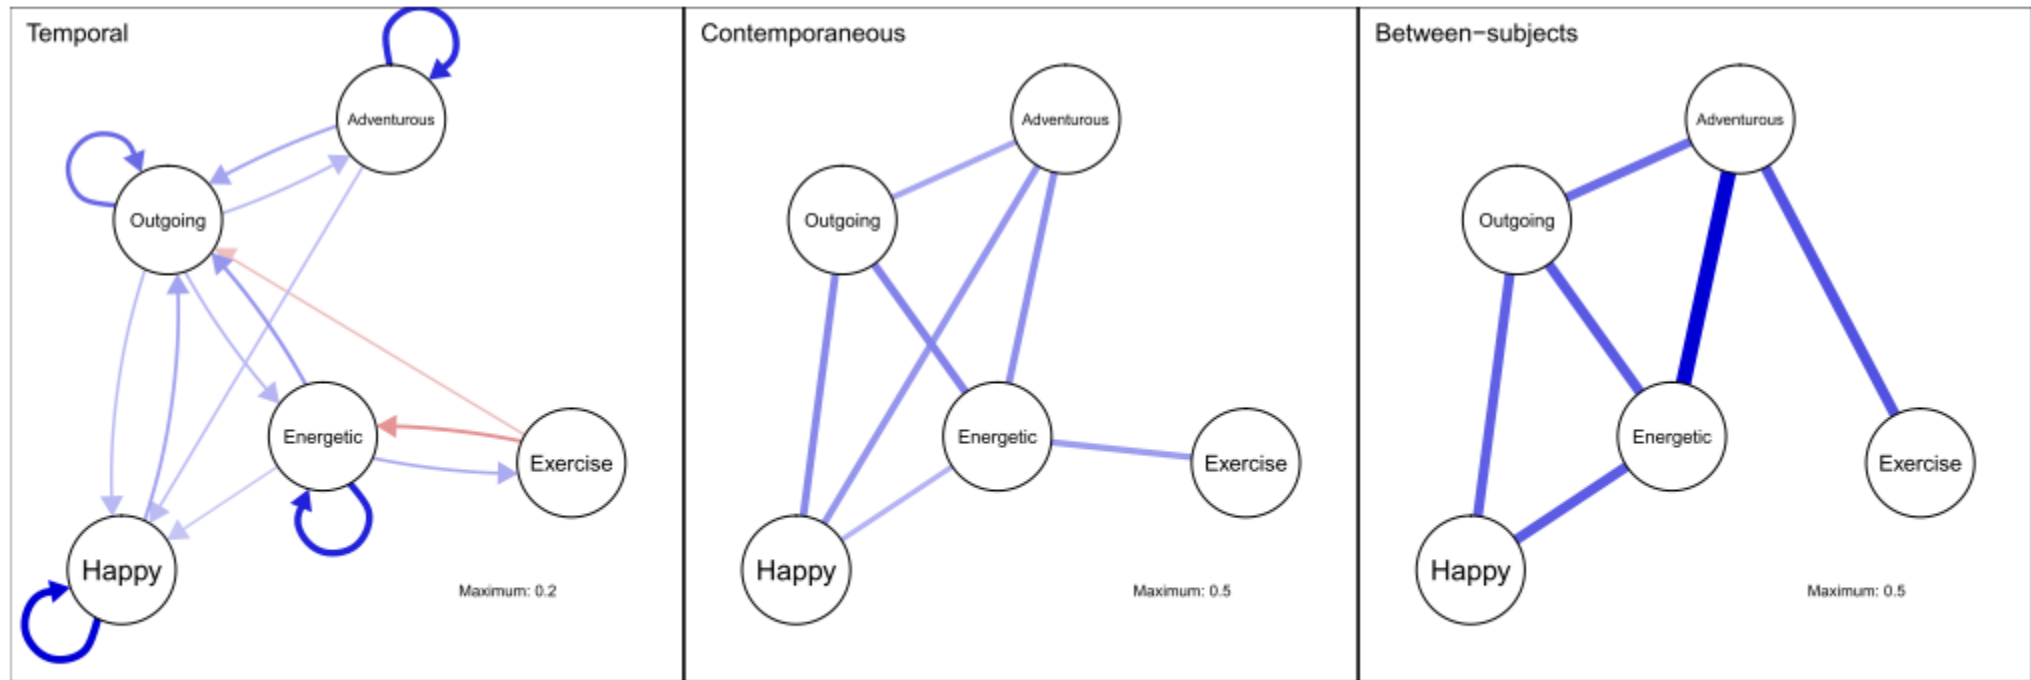 Temporal
Adventurous
Outgoing
Energetic
Exercise
Happy
Maximum: 0.2
Contemporaneous
Adventurous
Outgoing
Energetic
Exercise
Happy
Maximum: 0.5
Between−subjects
Adventurous
Outgoing
Energetic
Exercise
Happy
Maximum: 0.5